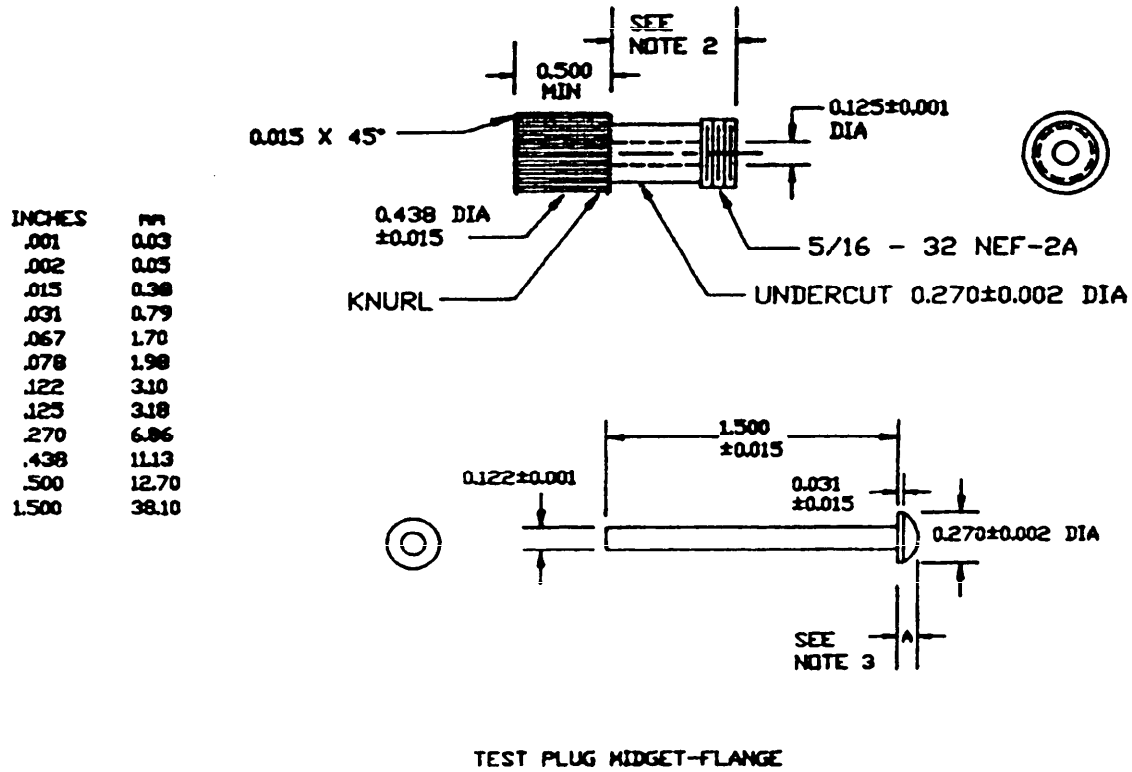 SEE
NOTE 2
0.500
MIN
0.125±0.001
DIA
0.015 X 45°
0.438 DIA
±0.015
5/16 - 32 NEF-2A
KNURL
UNDERCUT 0.270±0.002 DIA
INCHES mm
.001 0.03
.002 0.05
.015 0.38
.031 0.79
.067 1.70
.078 1.98
.122 3.10
.125 3.18
.270 6.86
.438 11.13
.500 12.70
1.500 38.10
1.500
±0.015
0.122±0.001
0.031
±0.015
0.270±0.002 DIA
SEE
NOTE 3
A
TEST PLUG MIDGET-FLANGE